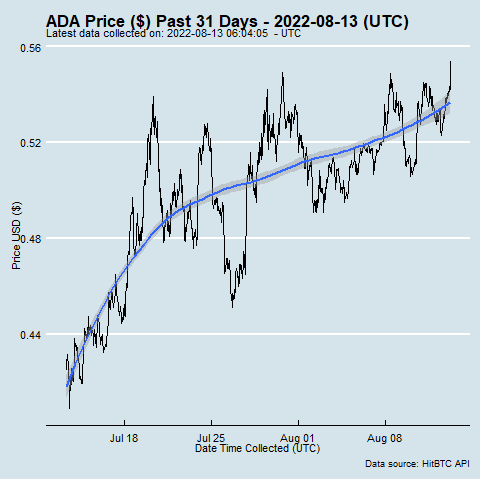 ADA Price ($) Past 31 Days - 2022-08-13 (UTC)
Latest data collected on: 2022-08-13 06:04:05 - UTC
0.56
0.52
0.48
0.44
Price USD ($)
Jul 18 Jul 25 Aug 01 Aug 08
Date Time Collected (UTC)
Data source: HitBTC API